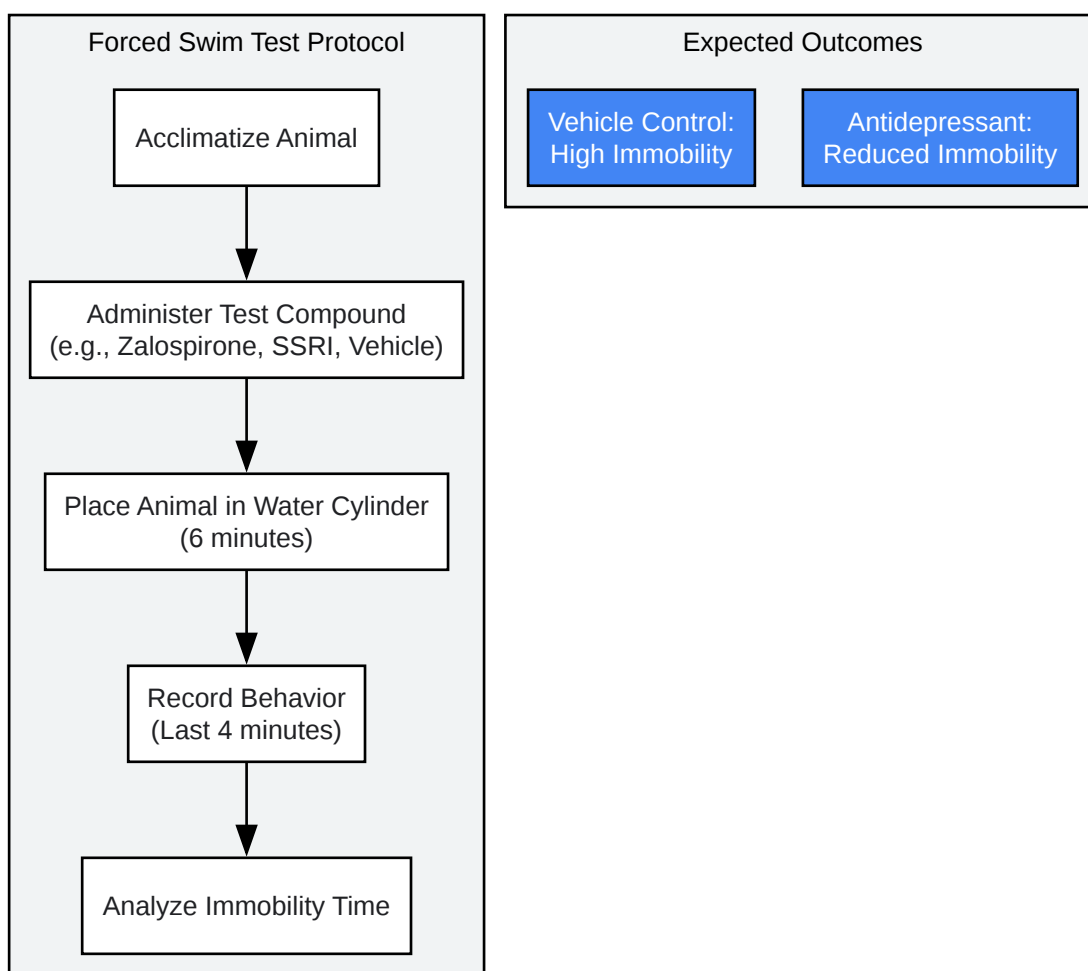 Forced Swim Test Protocol
Acclimatize Animal
Administer Test Compound
(e.g., Zalospirone, SSRI, Vehicle)
Place Animal in Water Cylinder
(6 minutes)
Record Behavior
(Last 4 minutes)
Analyze Immobility Time
Expected Outcomes
Vehicle Control:
High Immobility
Antidepressant:
Reduced Immobility